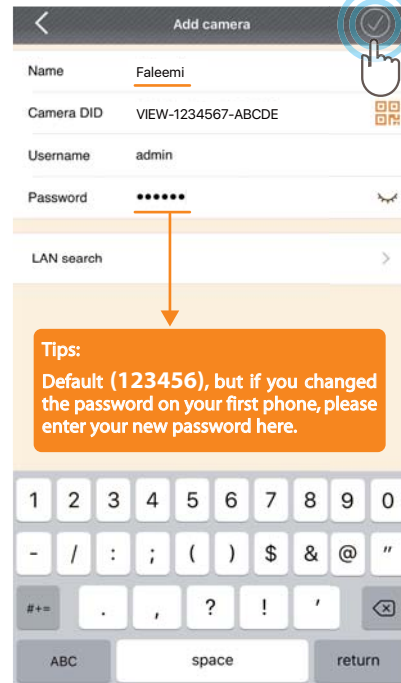 Add camera
Name Faleemi
Camera DID VIEW-1234567-ABCDE
Username admin
Password ••••••
LAN search
Tips:
Default (123456), but if you changed
the password on your first phone, please
enter your new password here.
1 2 3 4 5 6 7 8 9 0
- / : ; ( ) $ & @ "
#+= . , ? ! '
ABC space return